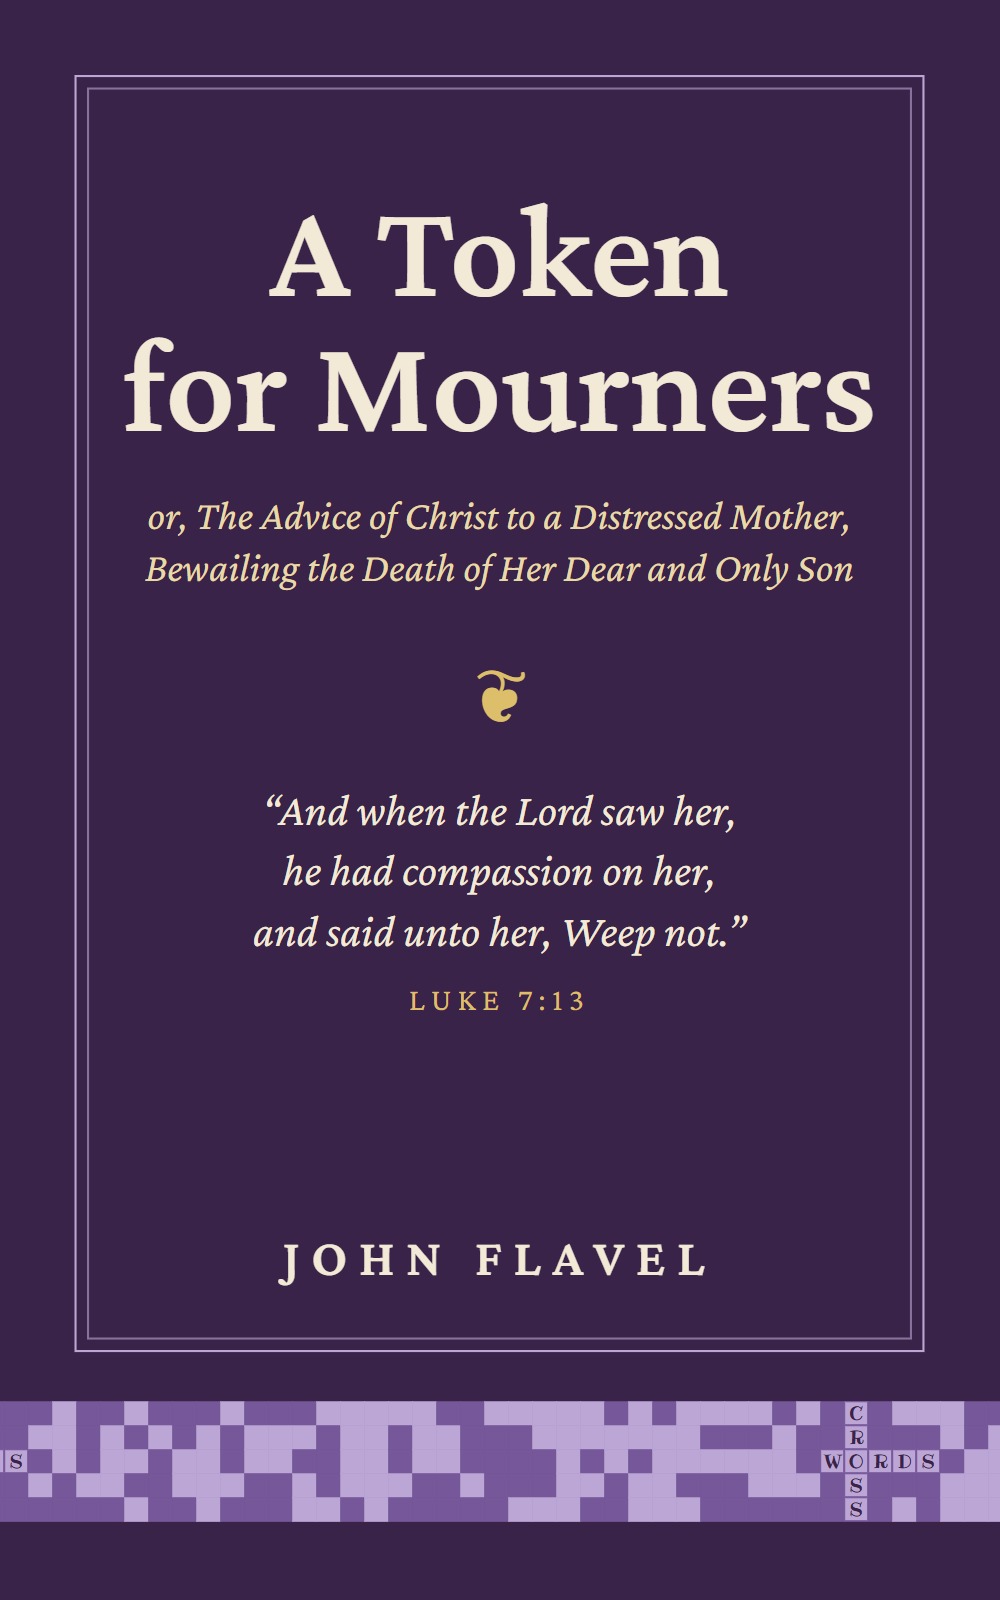 A Token
for Mourners
or, The Advice of Christ to a Distressed Mother,
Bewailing the Death of Her Dear and Only Son
“And when the Lord saw her,
he had compassion on her,
and said unto her, Weep not.”
LUKE 7:13
JOHN FLAVEL
S
CROSS
WORDS